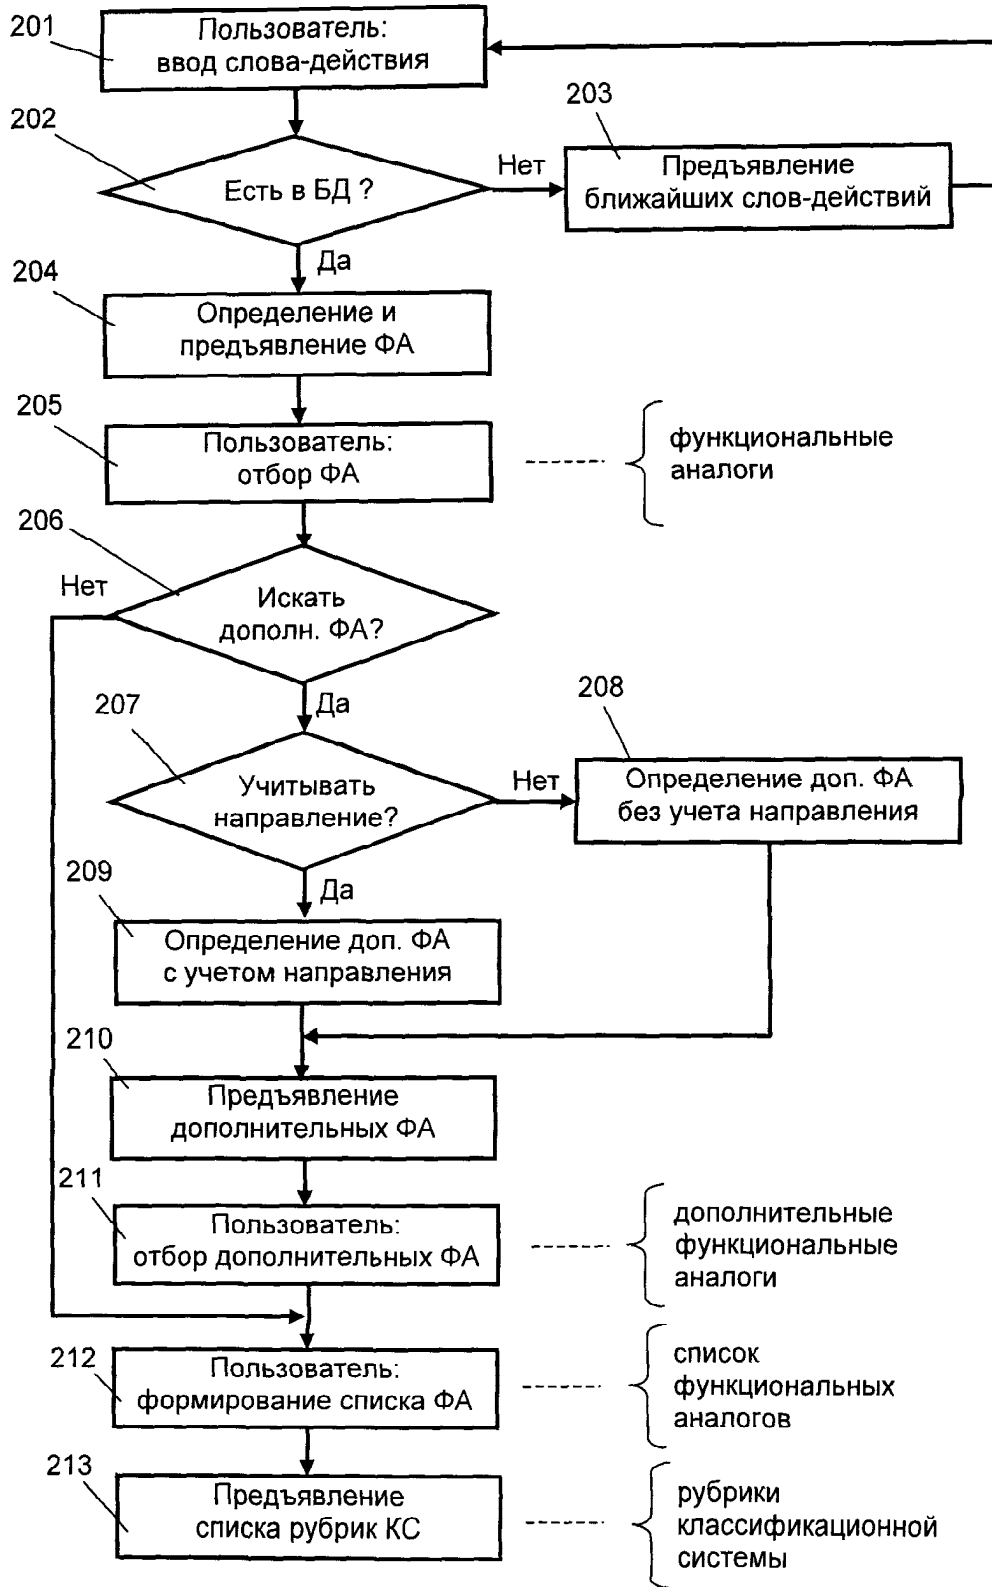 201
Пользователь:
ввод слова-действия
202
203
Есть в БД ?
Нет
Предъявление
ближайших слов-действий
Да
204
Определение и
предъявление ФА
205
Пользователь:
отбор ФА
функциональные
аналоги
206
Нет
Искать
дополн. ФА?
Да
207
208
Учитывать
направление?
Нет
Определение доп. ФА
без учета направления
Да
209
Определение доп. ФА
с учетом направления
210
Предъявление
дополнительных ФА
211
Пользователь:
отбор дополнительных ФА
дополнительные
функциональные
аналоги
212
Пользователь:
формирование списка ФА
список
функциональных
аналогов
213
Предъявление
списка рубрик КС
рубрики
классификационной
системы